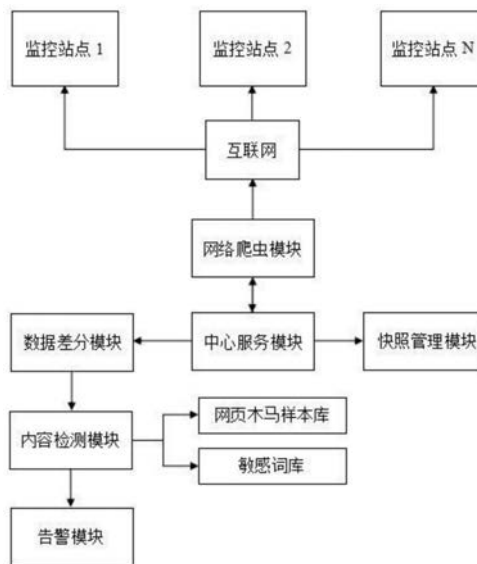 监控站点 1
监控站点 2
监控站点 N
互联网
网络爬虫模块
数据差分模块
中心服务模块
快照管理模块
内容检测模块
网页木马样本库
敏感词库
告警模块